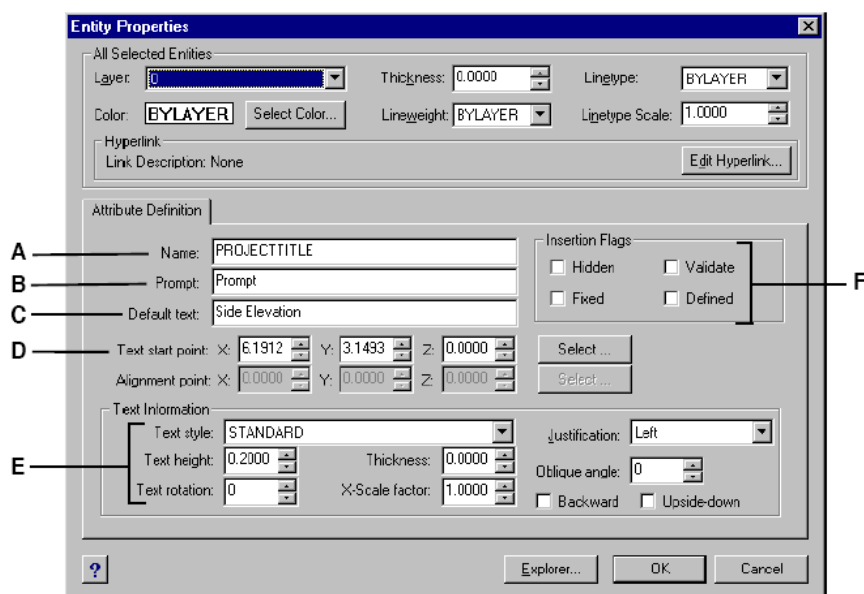 Entity Properties
All Selected Entities
Layer: 0 Thickness: 0.0000 Linetype: BYLAYER
Color: BYLAYER Select Color... Lineweight: BYLAYER Linetype Scale: 1.0000
Hyperlink
Link Description: None Edit Hyperlink...
Attribute Definition
A Name: PROJECTTITLE Insertion Flags
B Prompt: Prompt Hidden Validate F
C Default text: Side Elevation Fixed Defined
D Text start point: X: 6.1912 Y: 3.1493 Z: 0.0000 Select ...
Alignment point: X: 0.0000 Y: 0.0000 Z: 0.0000 Select ...
Text Information
Text style: STANDARD Justification: Left
E Text height: 0.2000 Thickness: 0.0000 Oblique angle: 0
Text rotation: 0 X-Scale factor: 1.0000 Backward Upside-down
? Explorer... OK Cancel